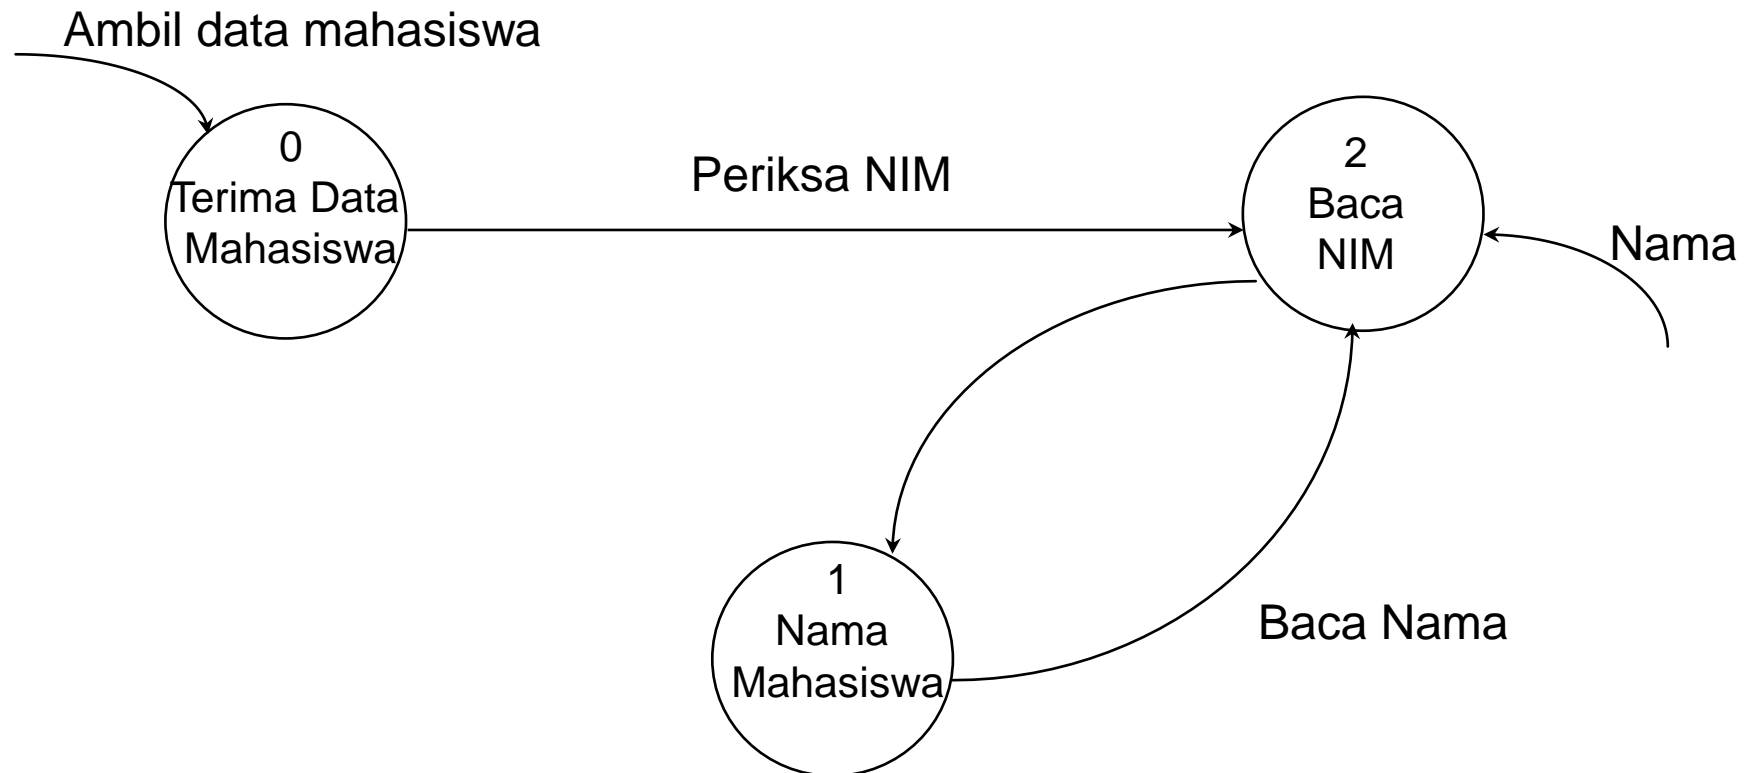 Ambil data mahasiswa
0
Terima Data
Mahasiswa
Periksa NIM
2
Baca
NIM
Nama
1
Nama
Mahasiswa
Baca Nama